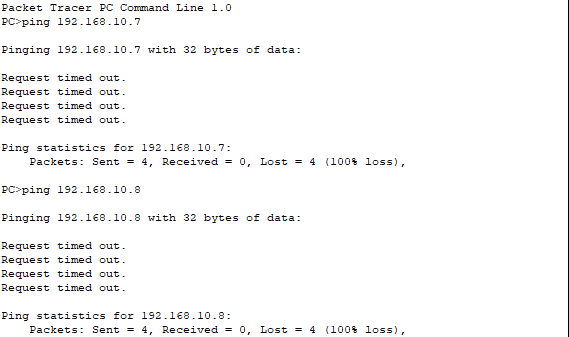 Packet Tracer PC Command Line 1.0
PC>ping 192.168.10.7
Pinging 192.168.10.7 with 32 bytes of data:
Request timed out.
Request timed out.
Request timed out.
Request timed out.
Ping statistics for 192.168.10.7:
Packets: Sent = 4, Received = 0, Lost = 4 (100% loss),
PC>ping 192.168.10.8
Pinging 192.168.10.8 with 32 bytes of data:
Request timed out.
Request timed out.
Request timed out.
Request timed out.
Ping statistics for 192.168.10.8:
Packets: Sent = 4, Received = 0, Lost = 4 (100% loss),